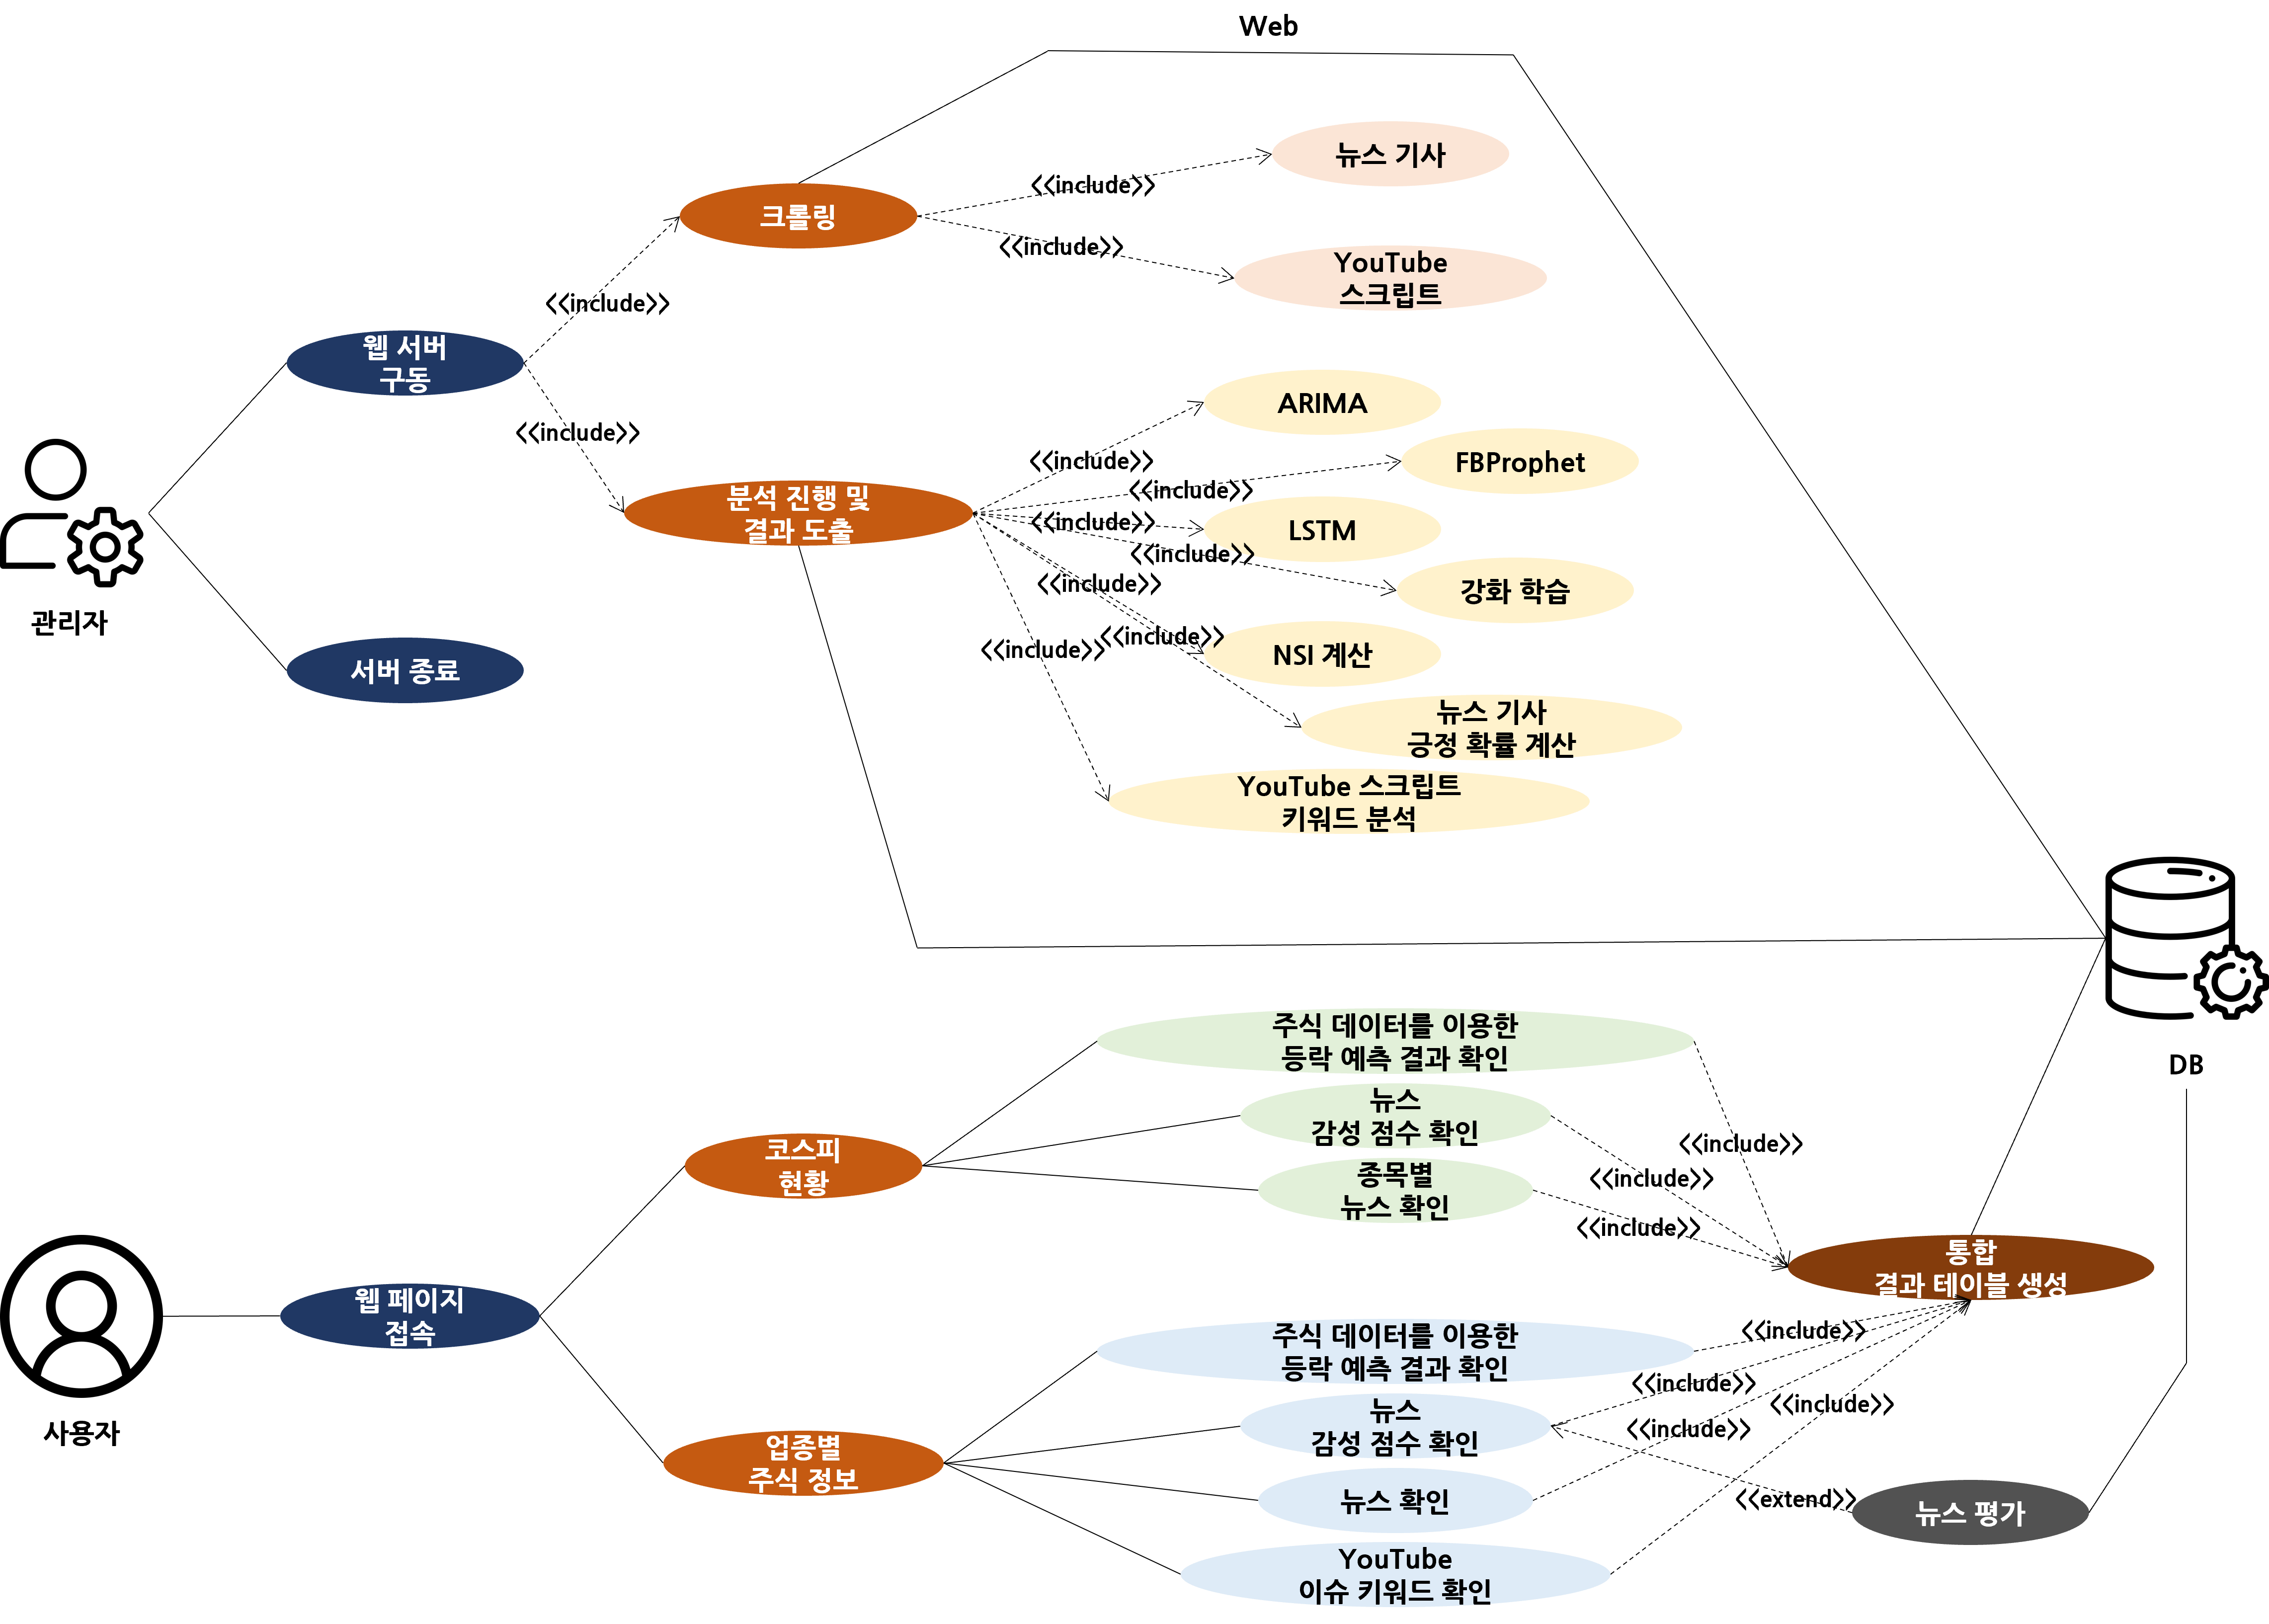 Web
뉴스 기사
<<include>>
크롤링
<<include>>
YouTube
스크립트
<<include>>
웹 서버
구동
ARIMA
<<include>>
FBProphet
<<include>>
<<include>>
분석 진행 및
결과 도출
<<include>>
LSTM
<<include>>
<<include>>
강화 학습
관리자
<<include>>
<<include>>
NSI 계산
서버 종료
뉴스 기사
긍정 확률 계산
YouTube 스크립트
키워드 분석
주식 데이터를 이용한
등락 예측 결과 확인
DB
뉴스
감성 점수 확인
<<include>>
코스피
현황
<<include>>
종목별
뉴스 확인
<<include>>
통합
결과 테이블 생성
웹 페이지
접속
<<include>>
주식 데이터를 이용한
등락 예측 결과 확인
<<include>>
<<include>>
뉴스
감성 점수 확인
<<include>>
사용자
업종별
주식 정보
뉴스 확인
<<extend>>
뉴스 평가
YouTube
이슈 키워드 확인